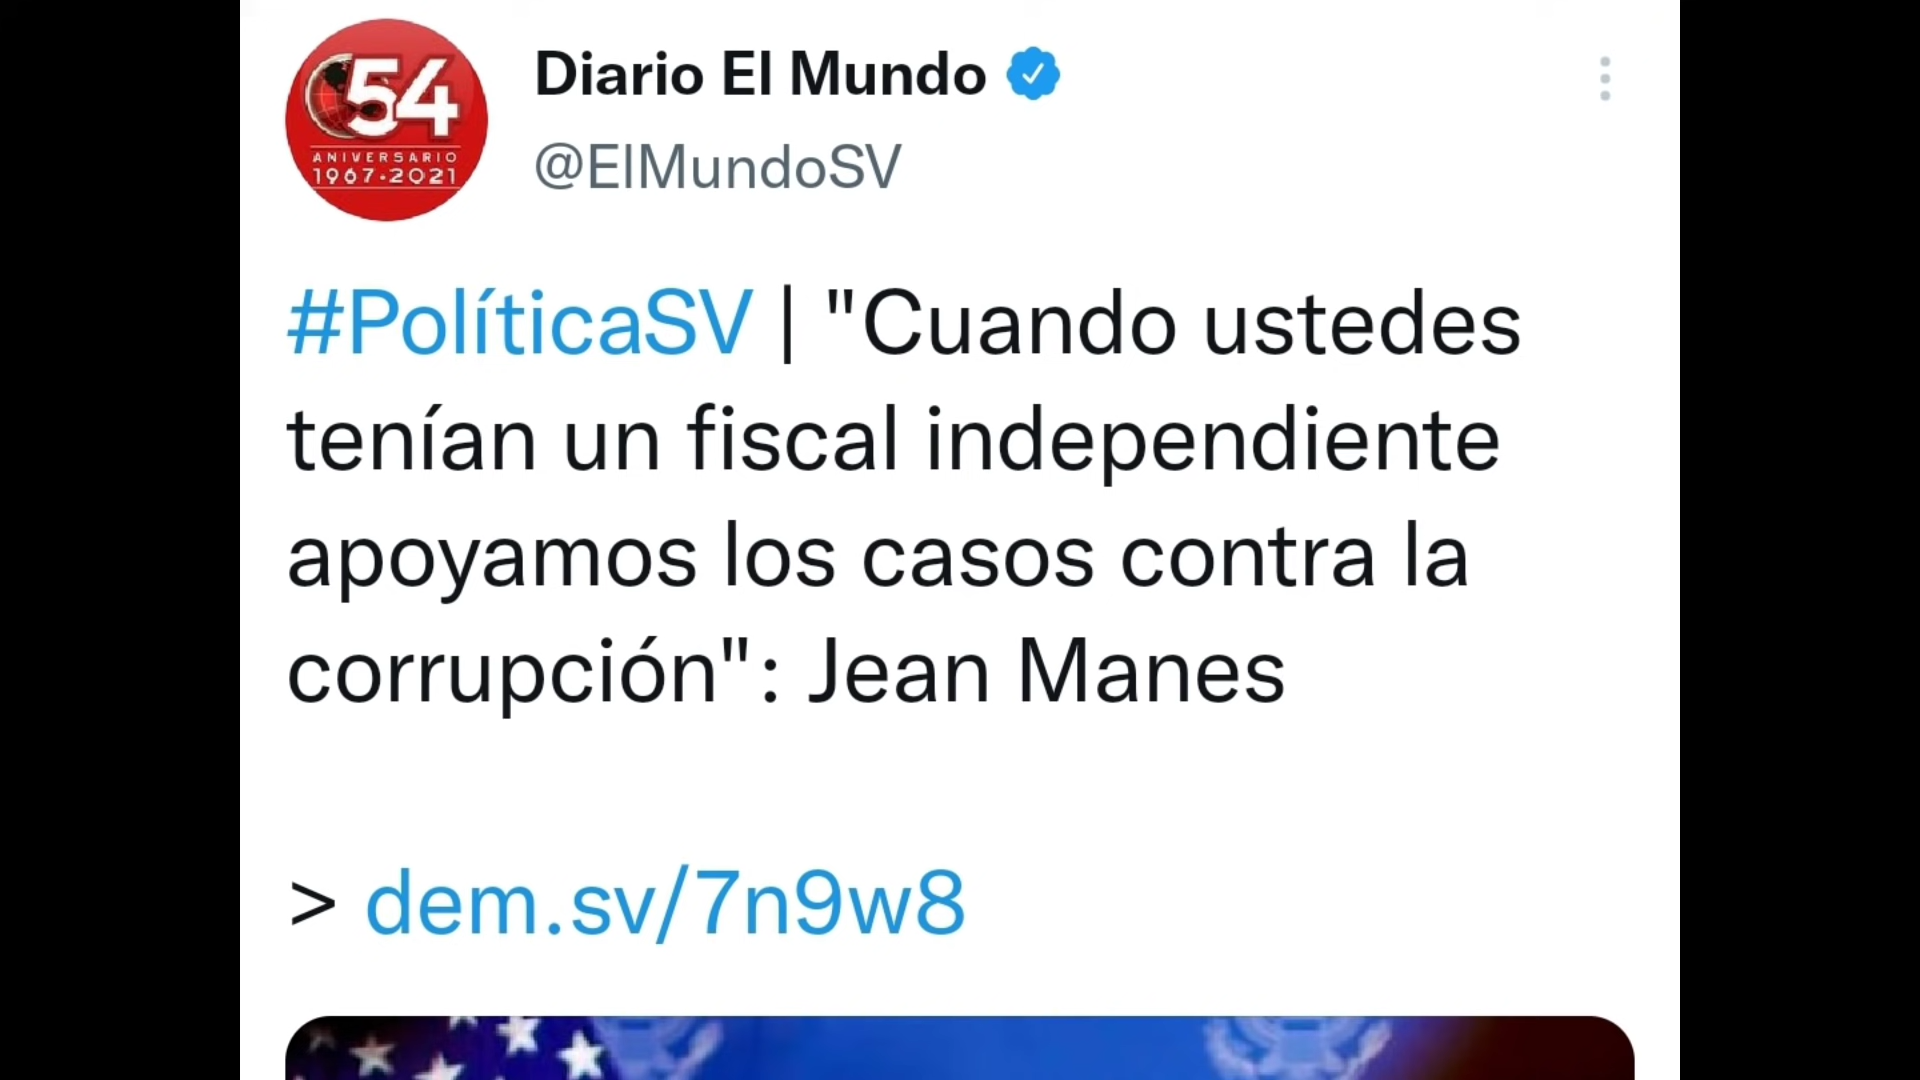 54
ANIVERSARIO
1967-2021
Diario El Mundo
@ElMundoSV
#PolíticaSV | "Cuando ustedes
tenían un fiscal independiente
apoyamos los casos contra la
corrupción": Jean Manes
> dem.sv/7n9w8